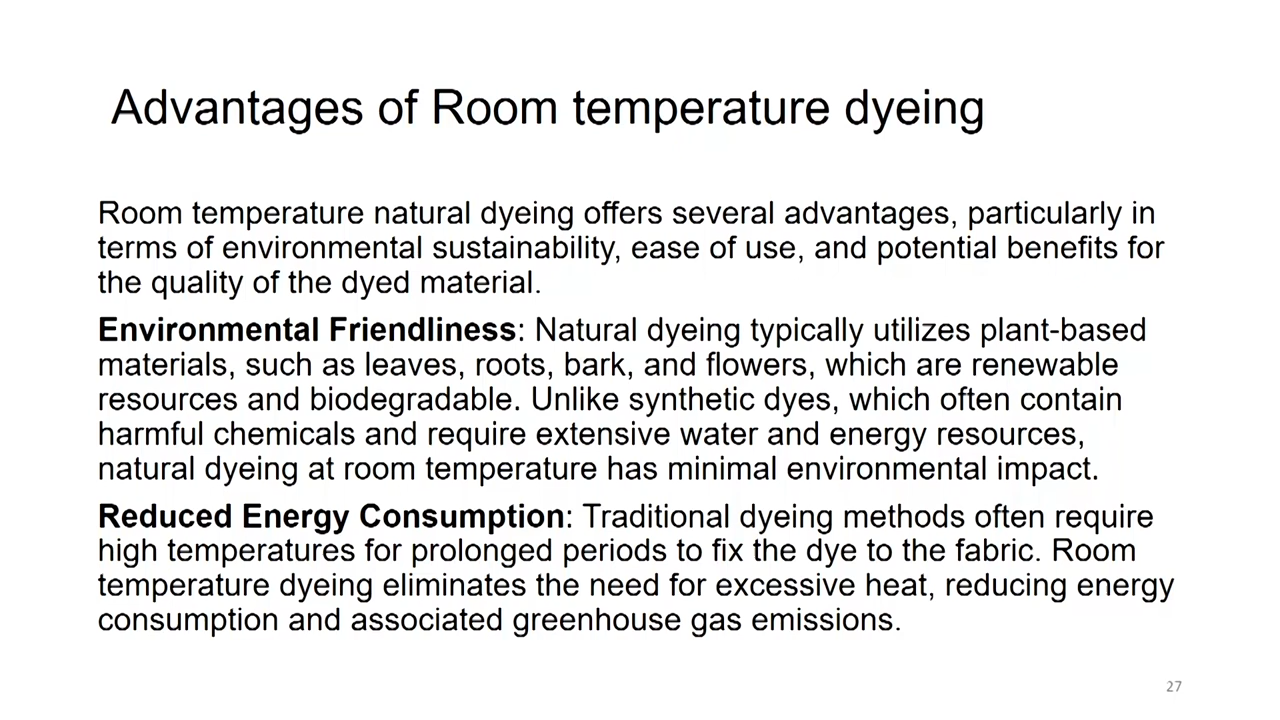 Advantages of Room temperature dyeing
Room temperature natural dyeing offers several advantages, particularly in
terms of environmental sustainability, ease of use, and potential benefits for
the quality of the dyed material.
Environmental Friendliness: Natural dyeing typically utilizes plant-based
materials, such as leaves, roots, bark, and flowers, which are renewable
resources and biodegradable. Unlike synthetic dyes, which often contain
harmful chemicals and require extensive water and energy resources,
natural dyeing at room temperature has minimal environmental impact.
Reduced Energy Consumption: Traditional dyeing methods often require
high temperatures for prolonged periods to fix the dye to the fabric. Room
temperature dyeing eliminates the need for excessive heat, reducing energy
consumption and associated greenhouse gas emissions.
27